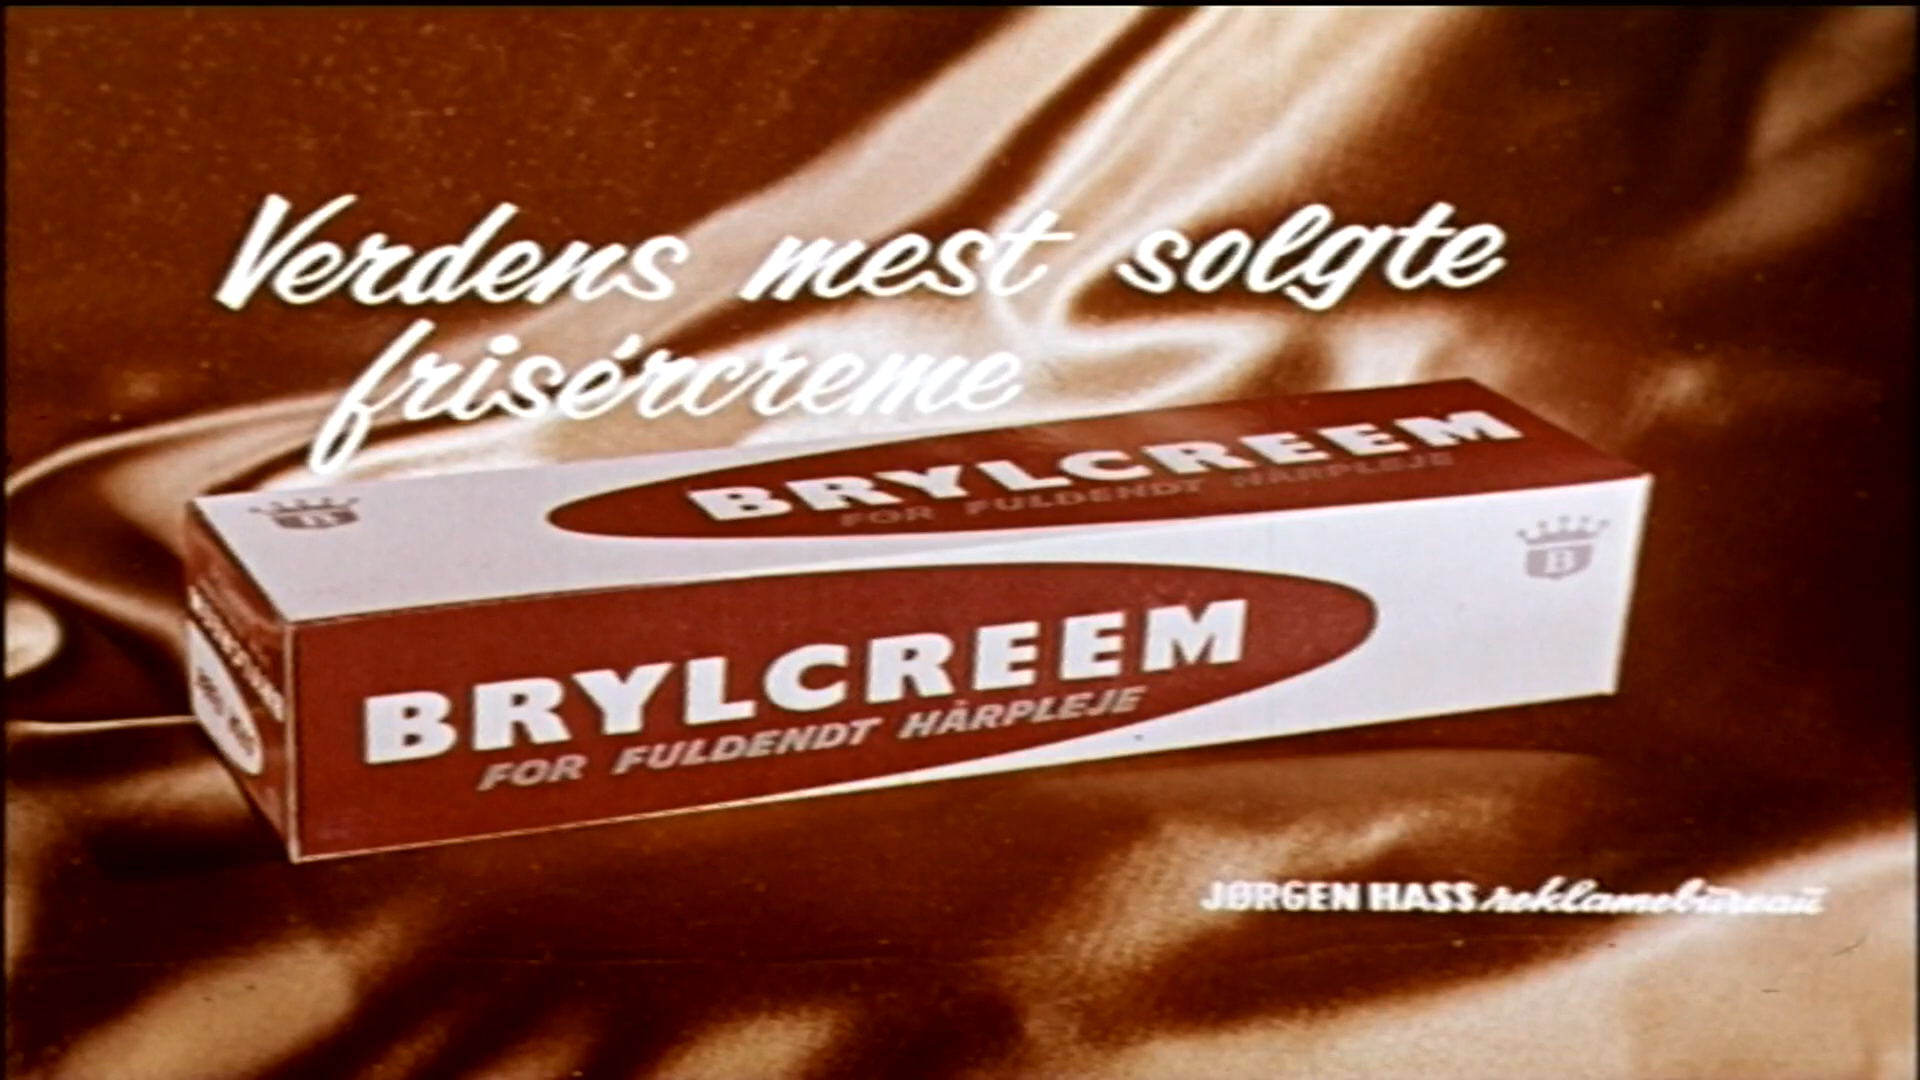 Verdens mest solgte
frisércreme
B
BRYLCREEM
FOR FULDENDT HÅRPLEJE
B
BRYLCREEM
FOR FULDENDT HÅRPLEJE
JØRGEN HASS reklamebureau